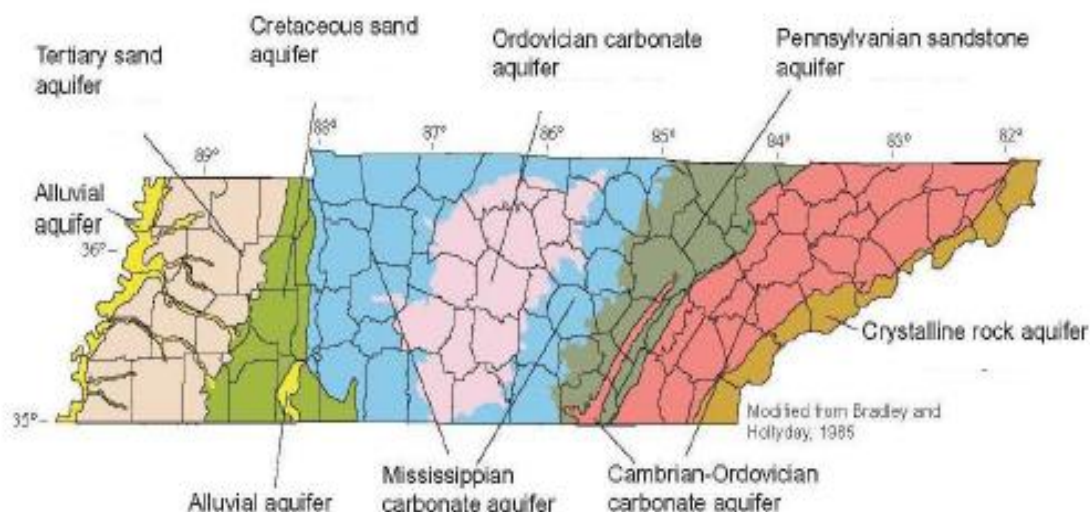 Cretaceous sand
aquifer
Ordovician carbonate
aquifer
Pennsylvanian sandstone
aquifer
Tertiary sand
aquifer
89°
88°
87°
86°
85°
84°
83°
82°
Alluvial
aquifer
36°
Crystalline rock aquifer
35°
Modified from Bradley and
Hollyday, 1985
Alluvial aquifer
Mississippian
carbonate aquifer
Cambrian-Ordovician
carbonate aquifer